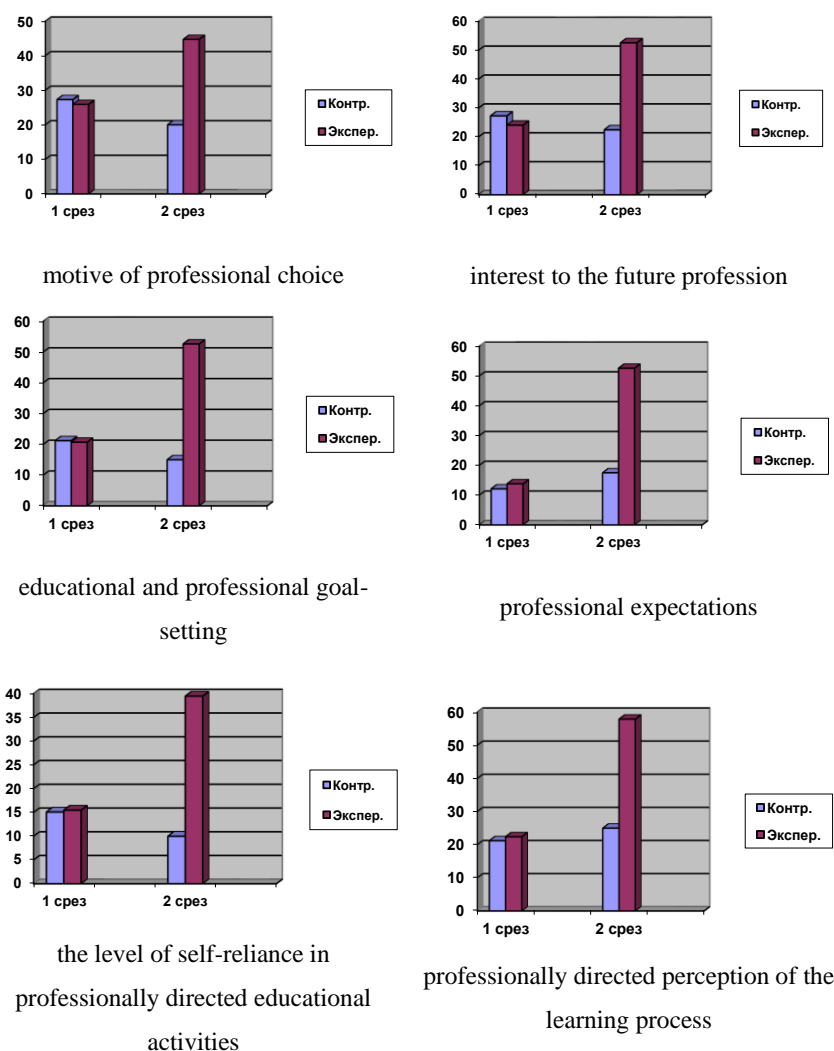 50
40
30
20
10
0
1 срез 2 срез
Контр.
Экспер.
motive of professional choice
60
50
40
30
20
10
0
1 срез 2 срез
Контр.
Экспер.
interest to the future profession
60
50
40
30
20
10
0
1 срез 2 срез
Контр.
Экспер.
educational and professional goal-
setting
60
50
40
30
20
10
0
1 срез 2 срез
Контр.
Экспер.
professional expectations
40
35
30
25
20
15
10
5
0
1 срез 2 срез
Контр.
Экспер.
the level of self-reliance in
professionally directed educational
activities
60
50
40
30
20
10
0
1 срез 2 срез
Контр.
Экспер.
professionally directed perception of the
learning process